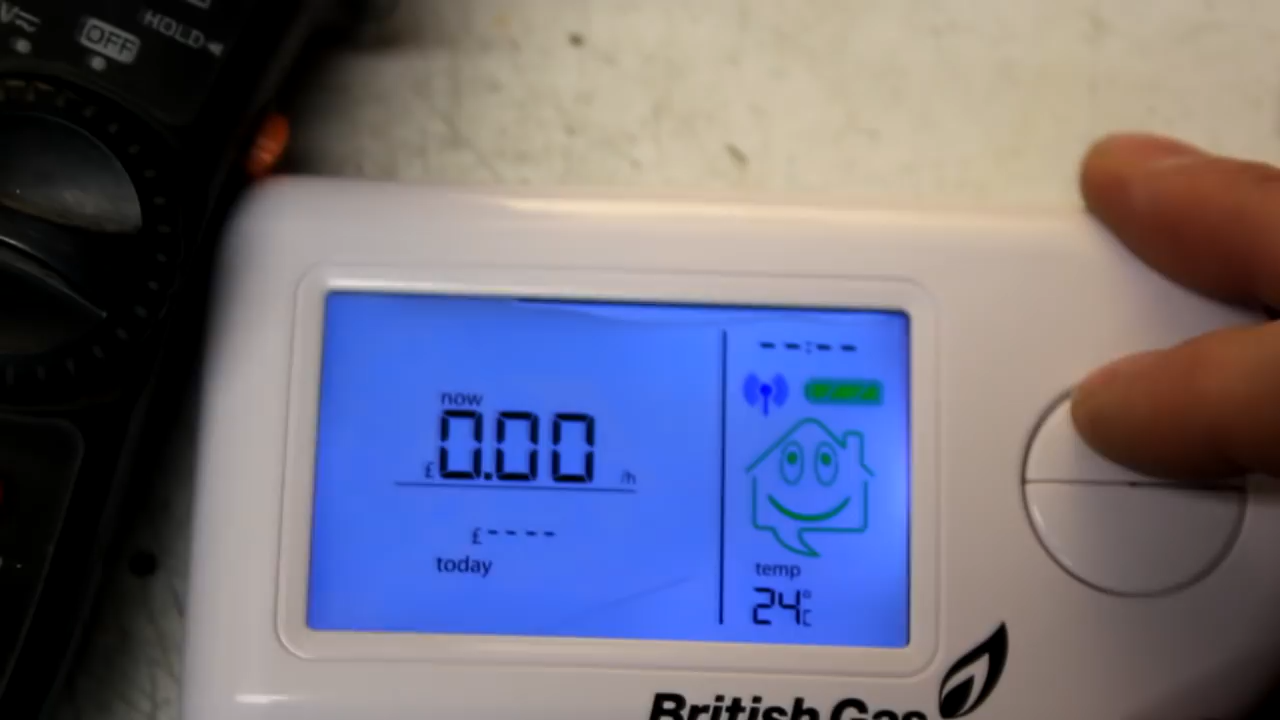 V
OFF
HOLD
now
£0.00 /h
£----
today
--:--
temp
24°C
British Gas